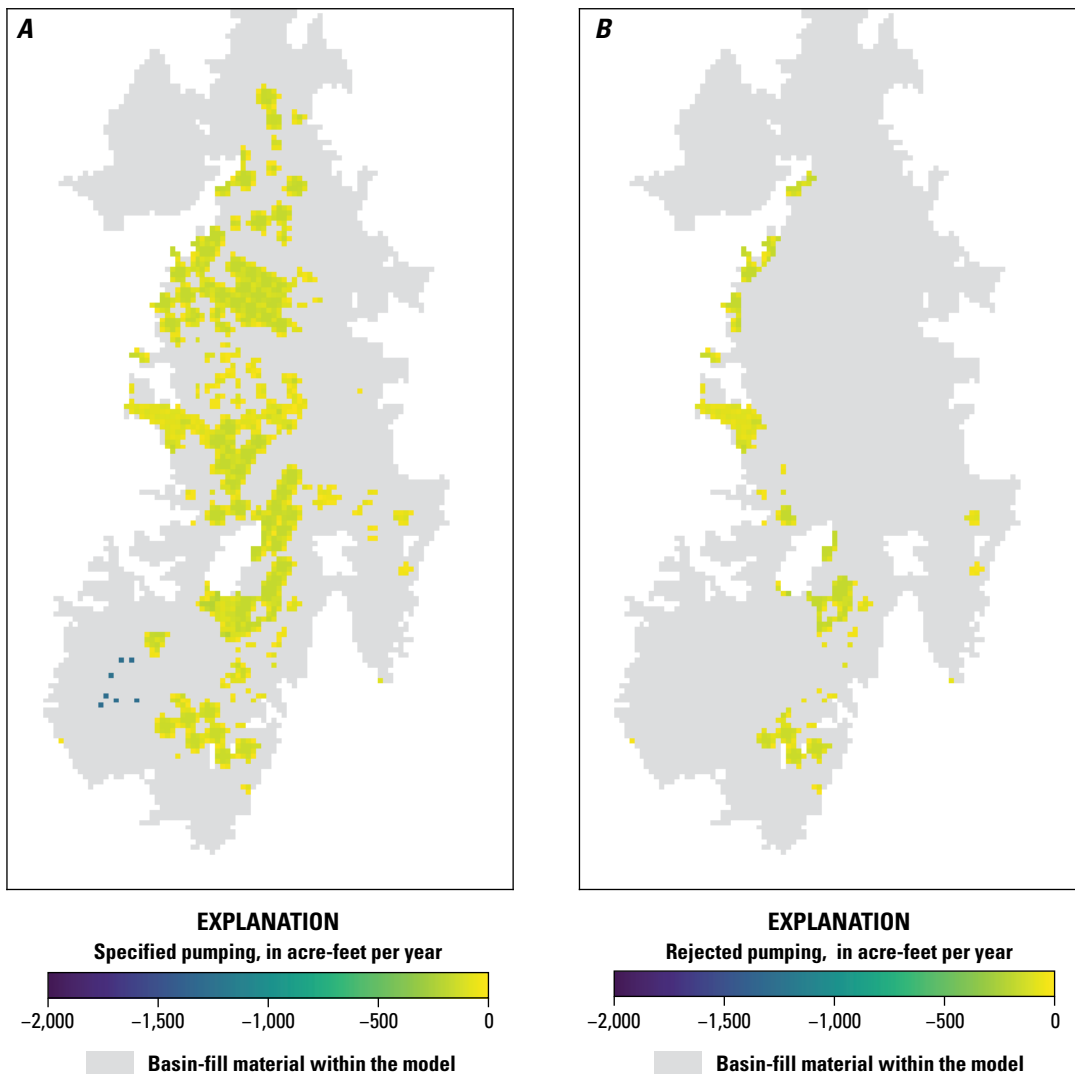 A
B
EXPLANATION
Specified pumping, in acre-feet per year
−2,000 −1,500 −1,000 −500 0
Basin-fill material within the model
EXPLANATION
Rejected pumping, in acre-feet per year
−2,000 −1,500 −1,000 −500 0
Basin-fill material within the model